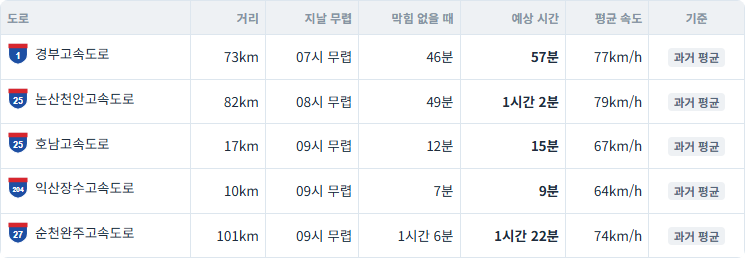 도로 거리 지날 무렵 막힘 없을 때 예상 시간 평균 속도 기준
1 경부고속도로 73km 07시 무렵 46분 57분 77km/h 과거 평균
25 논산천안고속도로 82km 08시 무렵 49분 1시간 2분 79km/h 과거 평균
25 호남고속도로 17km 09시 무렵 12분 15분 67km/h 과거 평균
204 익산장수고속도로 10km 09시 무렵 7분 9분 64km/h 과거 평균
27 순천완주고속도로 101km 09시 무렵 1시간 6분 1시간 22분 74km/h 과거 평균